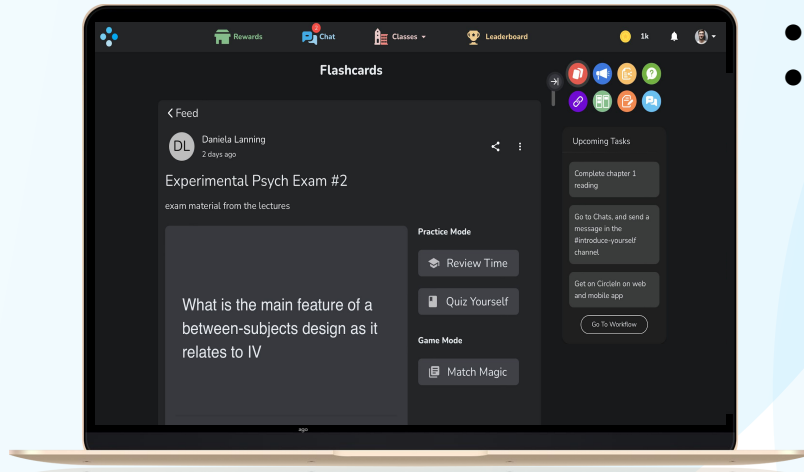 Rewards
2
Chat
Classes
Leaderboard
1k
Flashcards
Feed
DL
Daniela Lanning
2 days ago
Experimental Psych Exam #2
exam material from the lectures
What is the main feature of a
between-subjects design as it
relates to IV
Practice Mode
Review Time
Quiz Yourself
Game Mode
Match Magic
Upcoming Tasks
Complete chapter 1
reading
Go to Chats, and send a
message in the
#introduce-yourself
channel
Get on CircleIn on web
and mobile app
Go To Workflow
ago